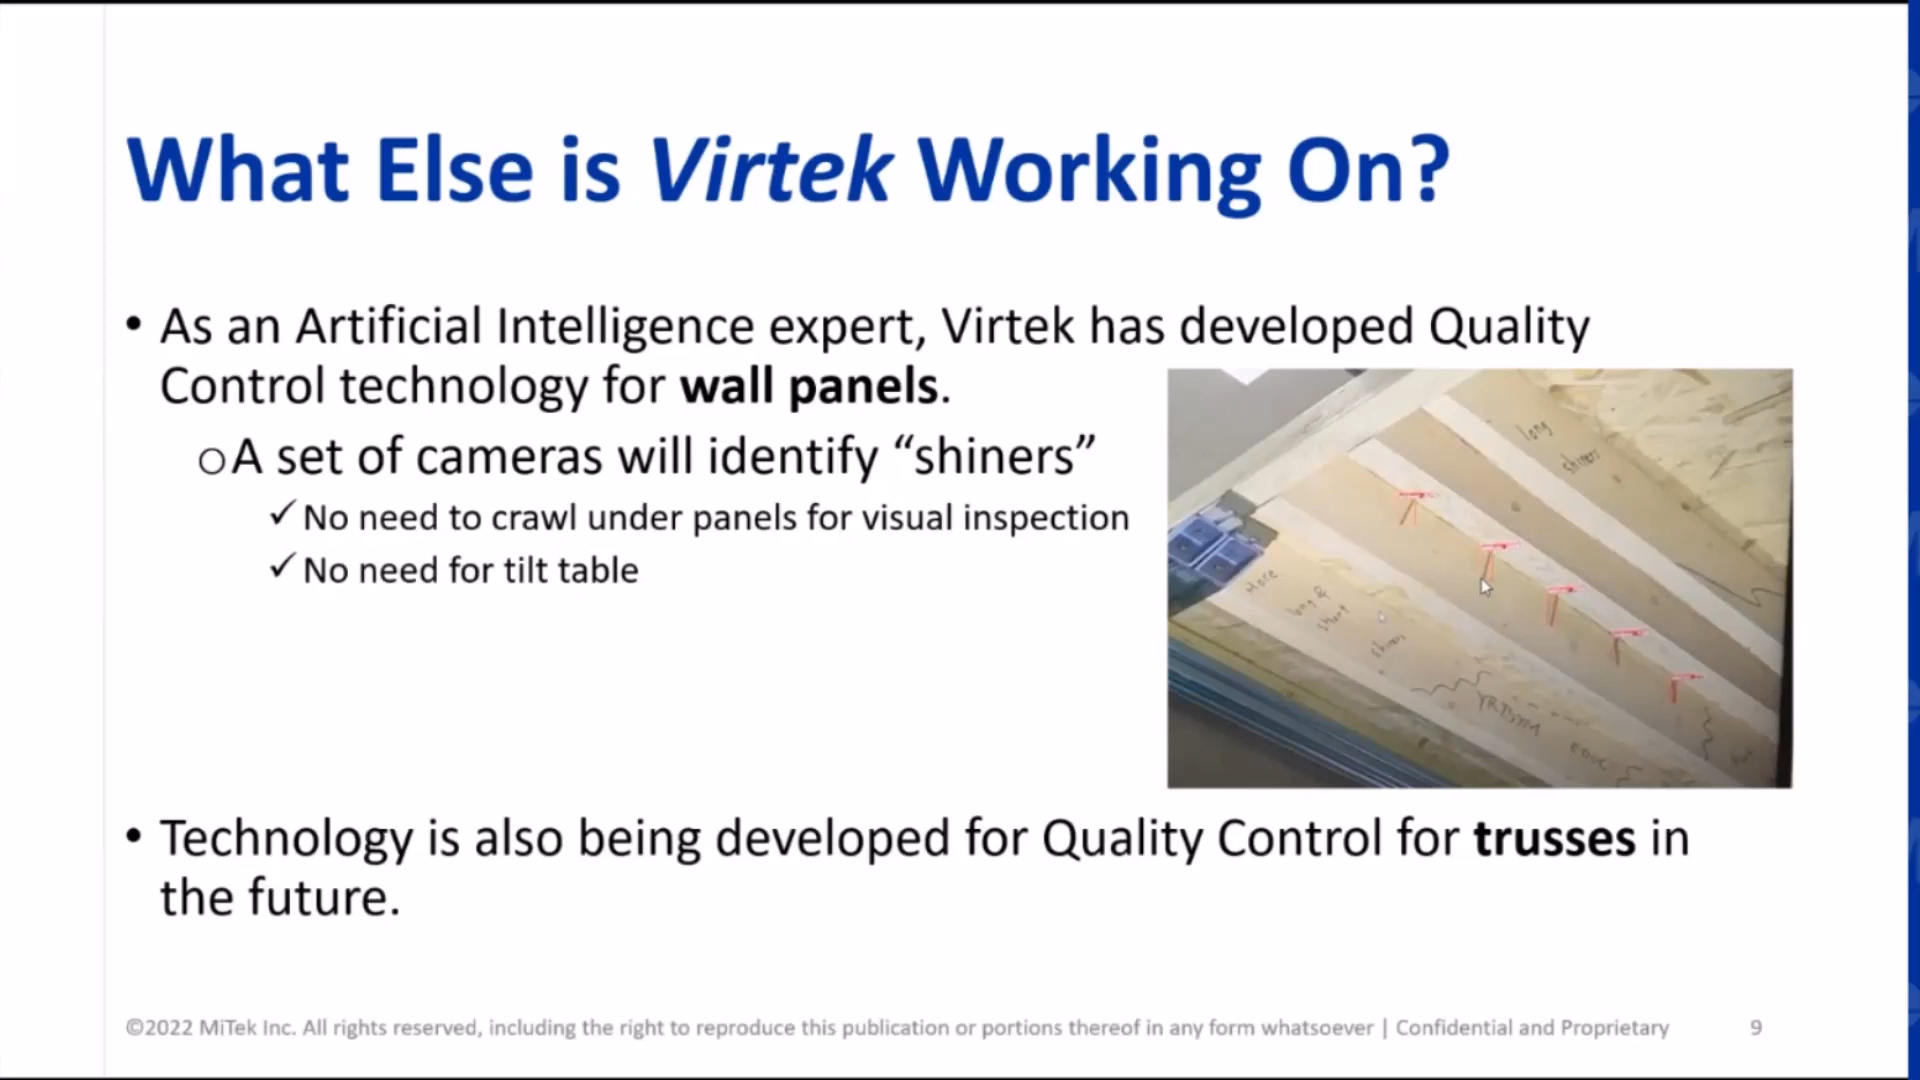 What Else is Virtek Working On?
• As an Artificial Intelligence expert, Virtek has developed Quality
Control technology for wall panels.
oA set of cameras will identify “shiners”
✓No need to crawl under panels for visual inspection
✓No need for tilt table
long
shiners
More
long &
short
shiners
• Technology is also being developed for Quality Control for trusses in
the future.
©2022 MiTek Inc. All rights reserved, including the right to reproduce this publication or portions thereof in any form whatsoever | Confidential and Proprietary
9